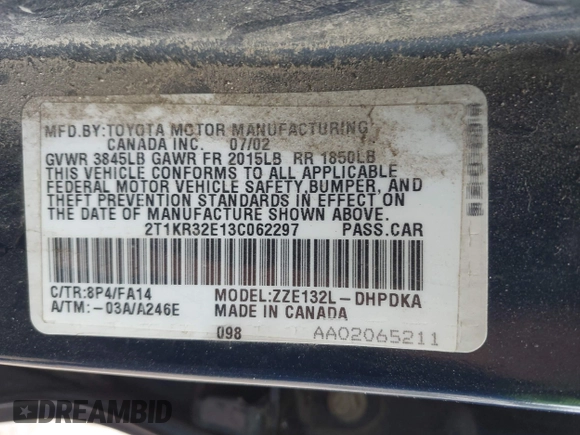 MFD.BY:TOYOTA MOTOR MANUFACTURING
CANADA INC. 07/02
GVWR 3845LB GAWR FR 2015LB RR 1850LB
THIS VEHICLE CONFORMS TO ALL APPLICABLE
FEDERAL MOTOR VEHICLE SAFETY,BUMPER, AND
THEFT PREVENTION STANDARDS IN EFFECT ON
THE DATE OF MANUFACTURE SHOWN ABOVE.
2T1KR32E13C062297 PASS.CAR
C/TR:8P4/FA14 MODEL:ZZE132L-DHPDKA
A/TM:-03A/A246E MADE IN CANADA
098 AA02065211
DREAMBID